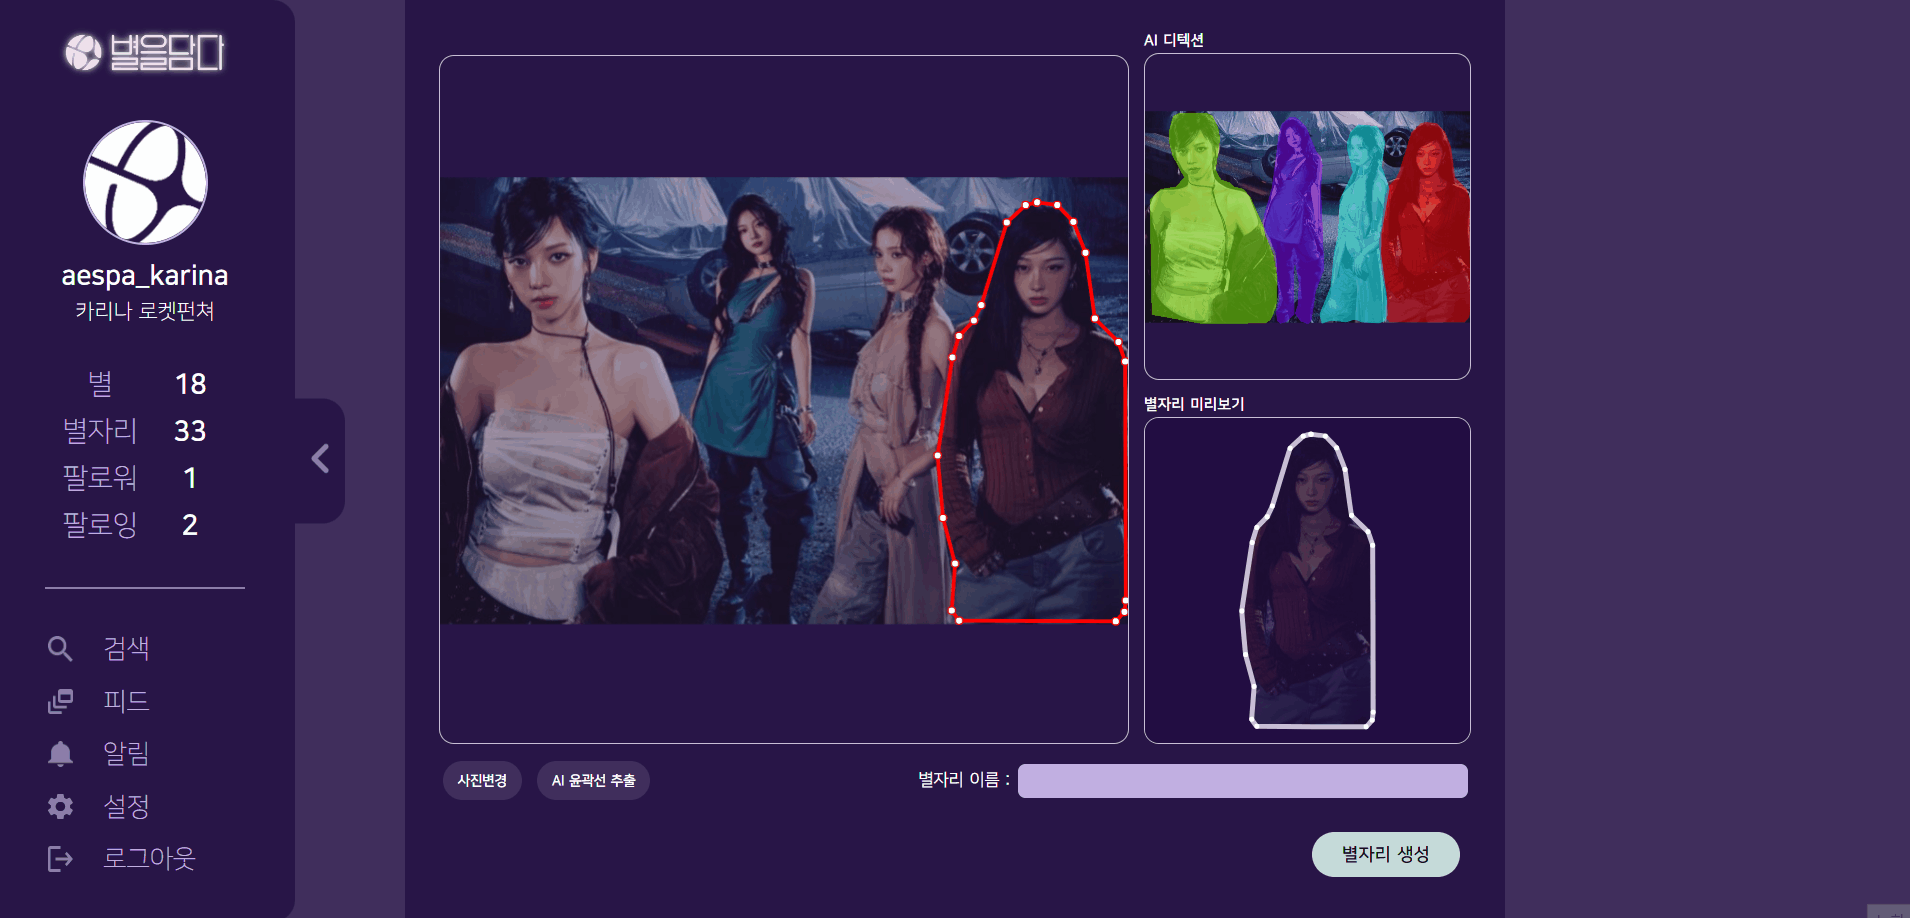 별을담다
aespa_karina
카리나 로켓펀쳐
별 18
별자리 33
팔로워 1
팔로잉 2
검색
피드
알림
설정
로그아웃
AI 디텍션
별자리 미리보기
사진변경
AI 윤곽선 추출
별자리 이름 :
별자리 생성